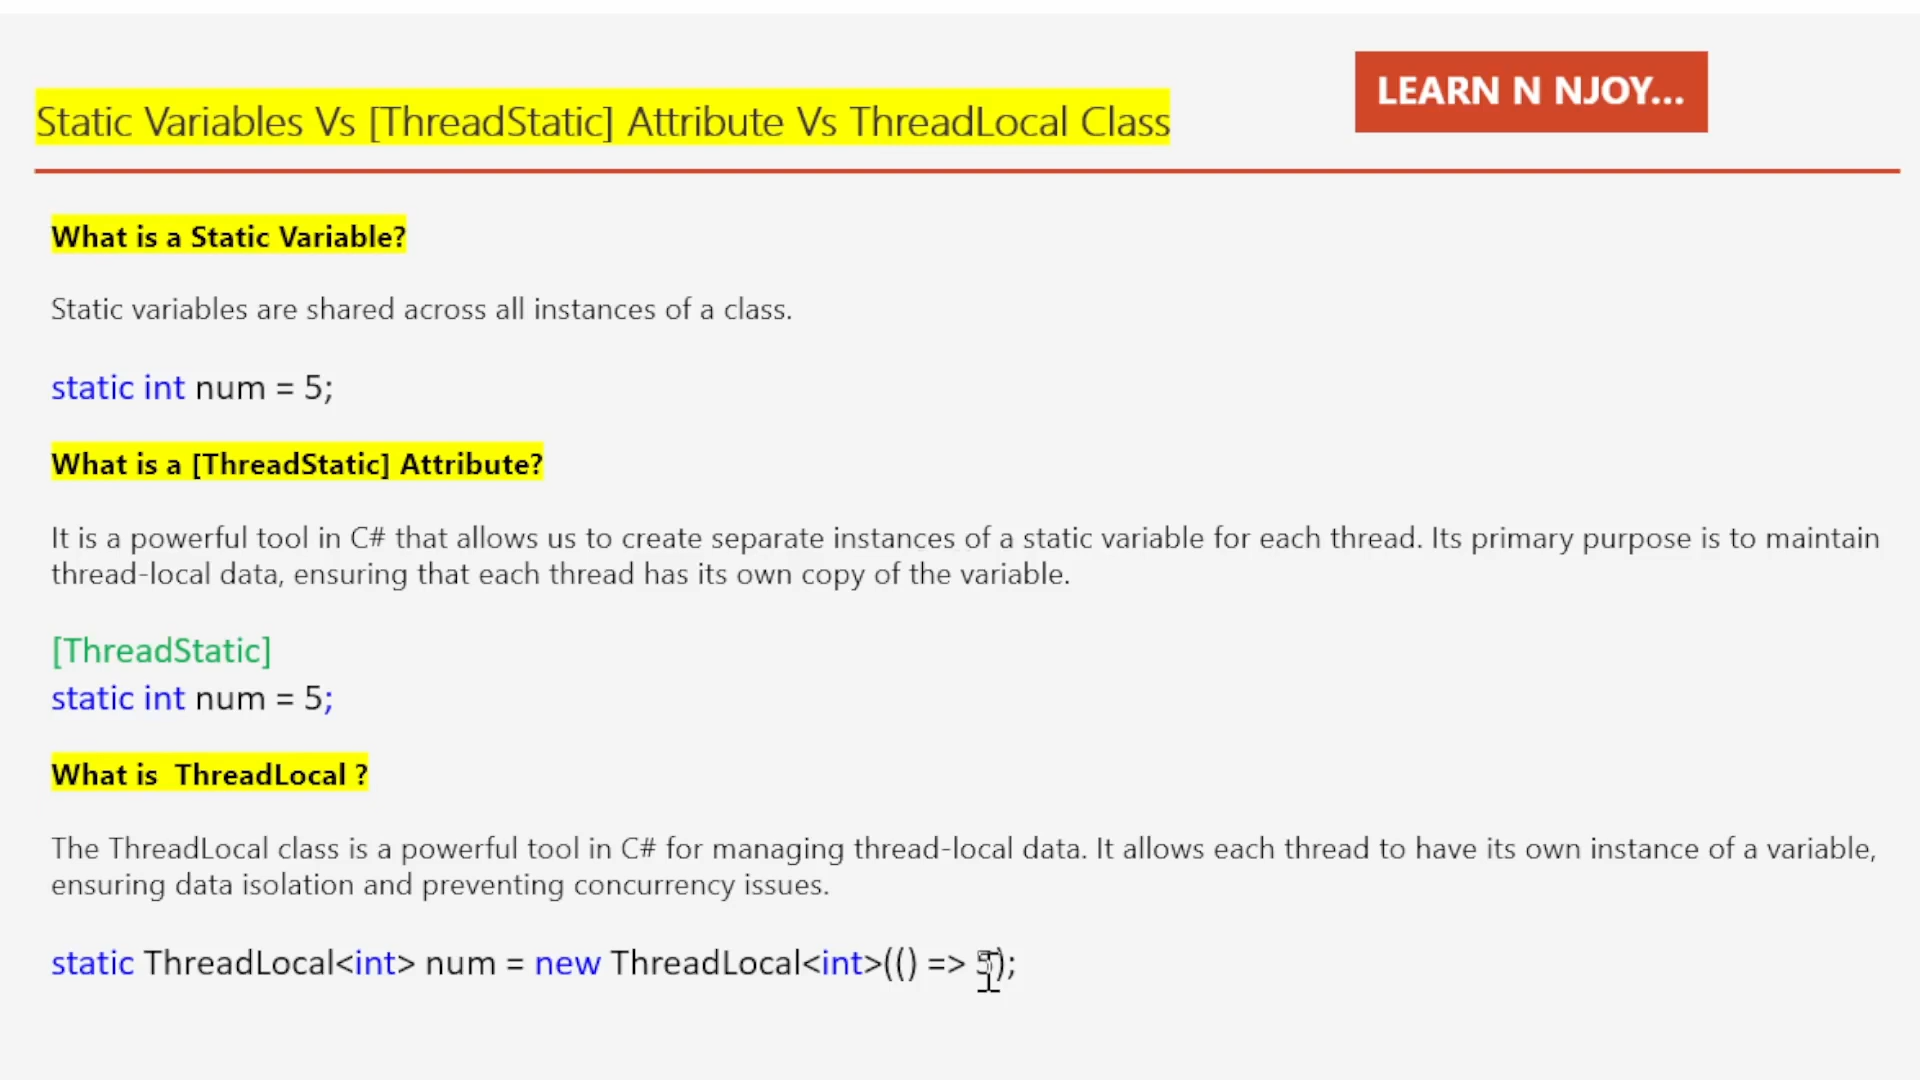 LEARN N NJOY...
Static Variables Vs [ThreadStatic] Attribute Vs ThreadLocal Class
What is a Static Variable?
Static variables are shared across all instances of a class.
static int num = 5;
What is a [ThreadStatic] Attribute?
It is a powerful tool in C# that allows us to create separate instances of a static variable for each thread. Its primary purpose is to maintain
thread-local data, ensuring that each thread has its own copy of the variable.
[ThreadStatic]
static int num = 5;
What is  ThreadLocal ?
The ThreadLocal class is a powerful tool in C# for managing thread-local data. It allows each thread to have its own instance of a variable,
ensuring data isolation and preventing concurrency issues.
static ThreadLocal<int> num = new ThreadLocal<int>(() => 5);